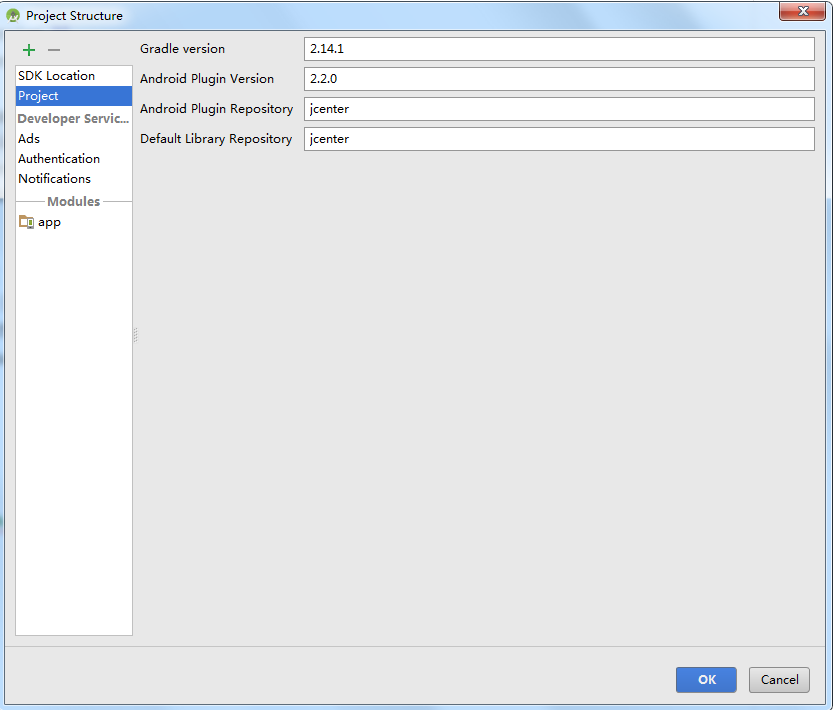 Project Structure
Gradle version 2.14.1
SDK Location
Android Plugin Version 2.2.0
Project
Android Plugin Repository jcenter
Developer Servic...
Default Library Repository jcenter
Ads
Authentication
Notifications
Modules
app
OK Cancel